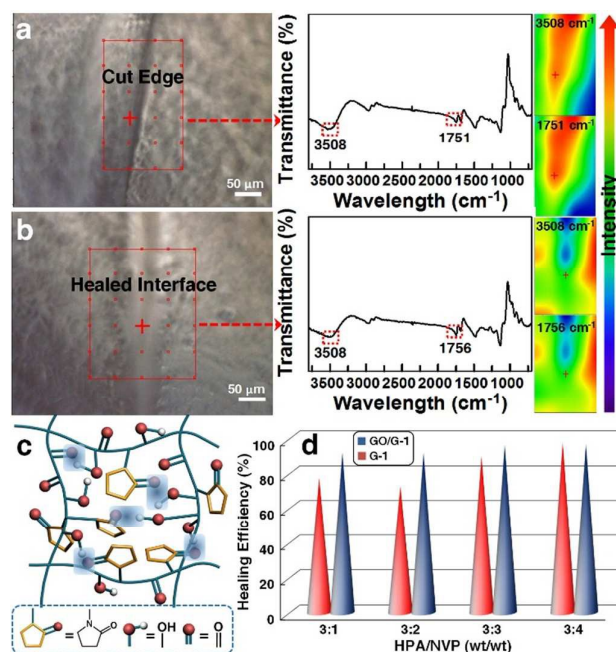 a
Cut Edge
50 μm
Transmittance (%)
3508
1751
3500 3000 2500 2000 1500 1000
Wavelength (cm-1)
3508 cm-1
1751 cm-1
b
Healed Interface
50 μm
Transmittance (%)
3508
1756
3500 3000 2500 2000 1500 1000
Wavelength (cm-1)
3508 cm-1
1756 cm-1
Intensity
c
=
N
O
=
OH
=
O
d
Healing Efficiency (%)
100
80
60
40
20
0
GO/G-1
G-1
3:1 3:2 3:3 3:4
HPA/NVP (wt/wt)